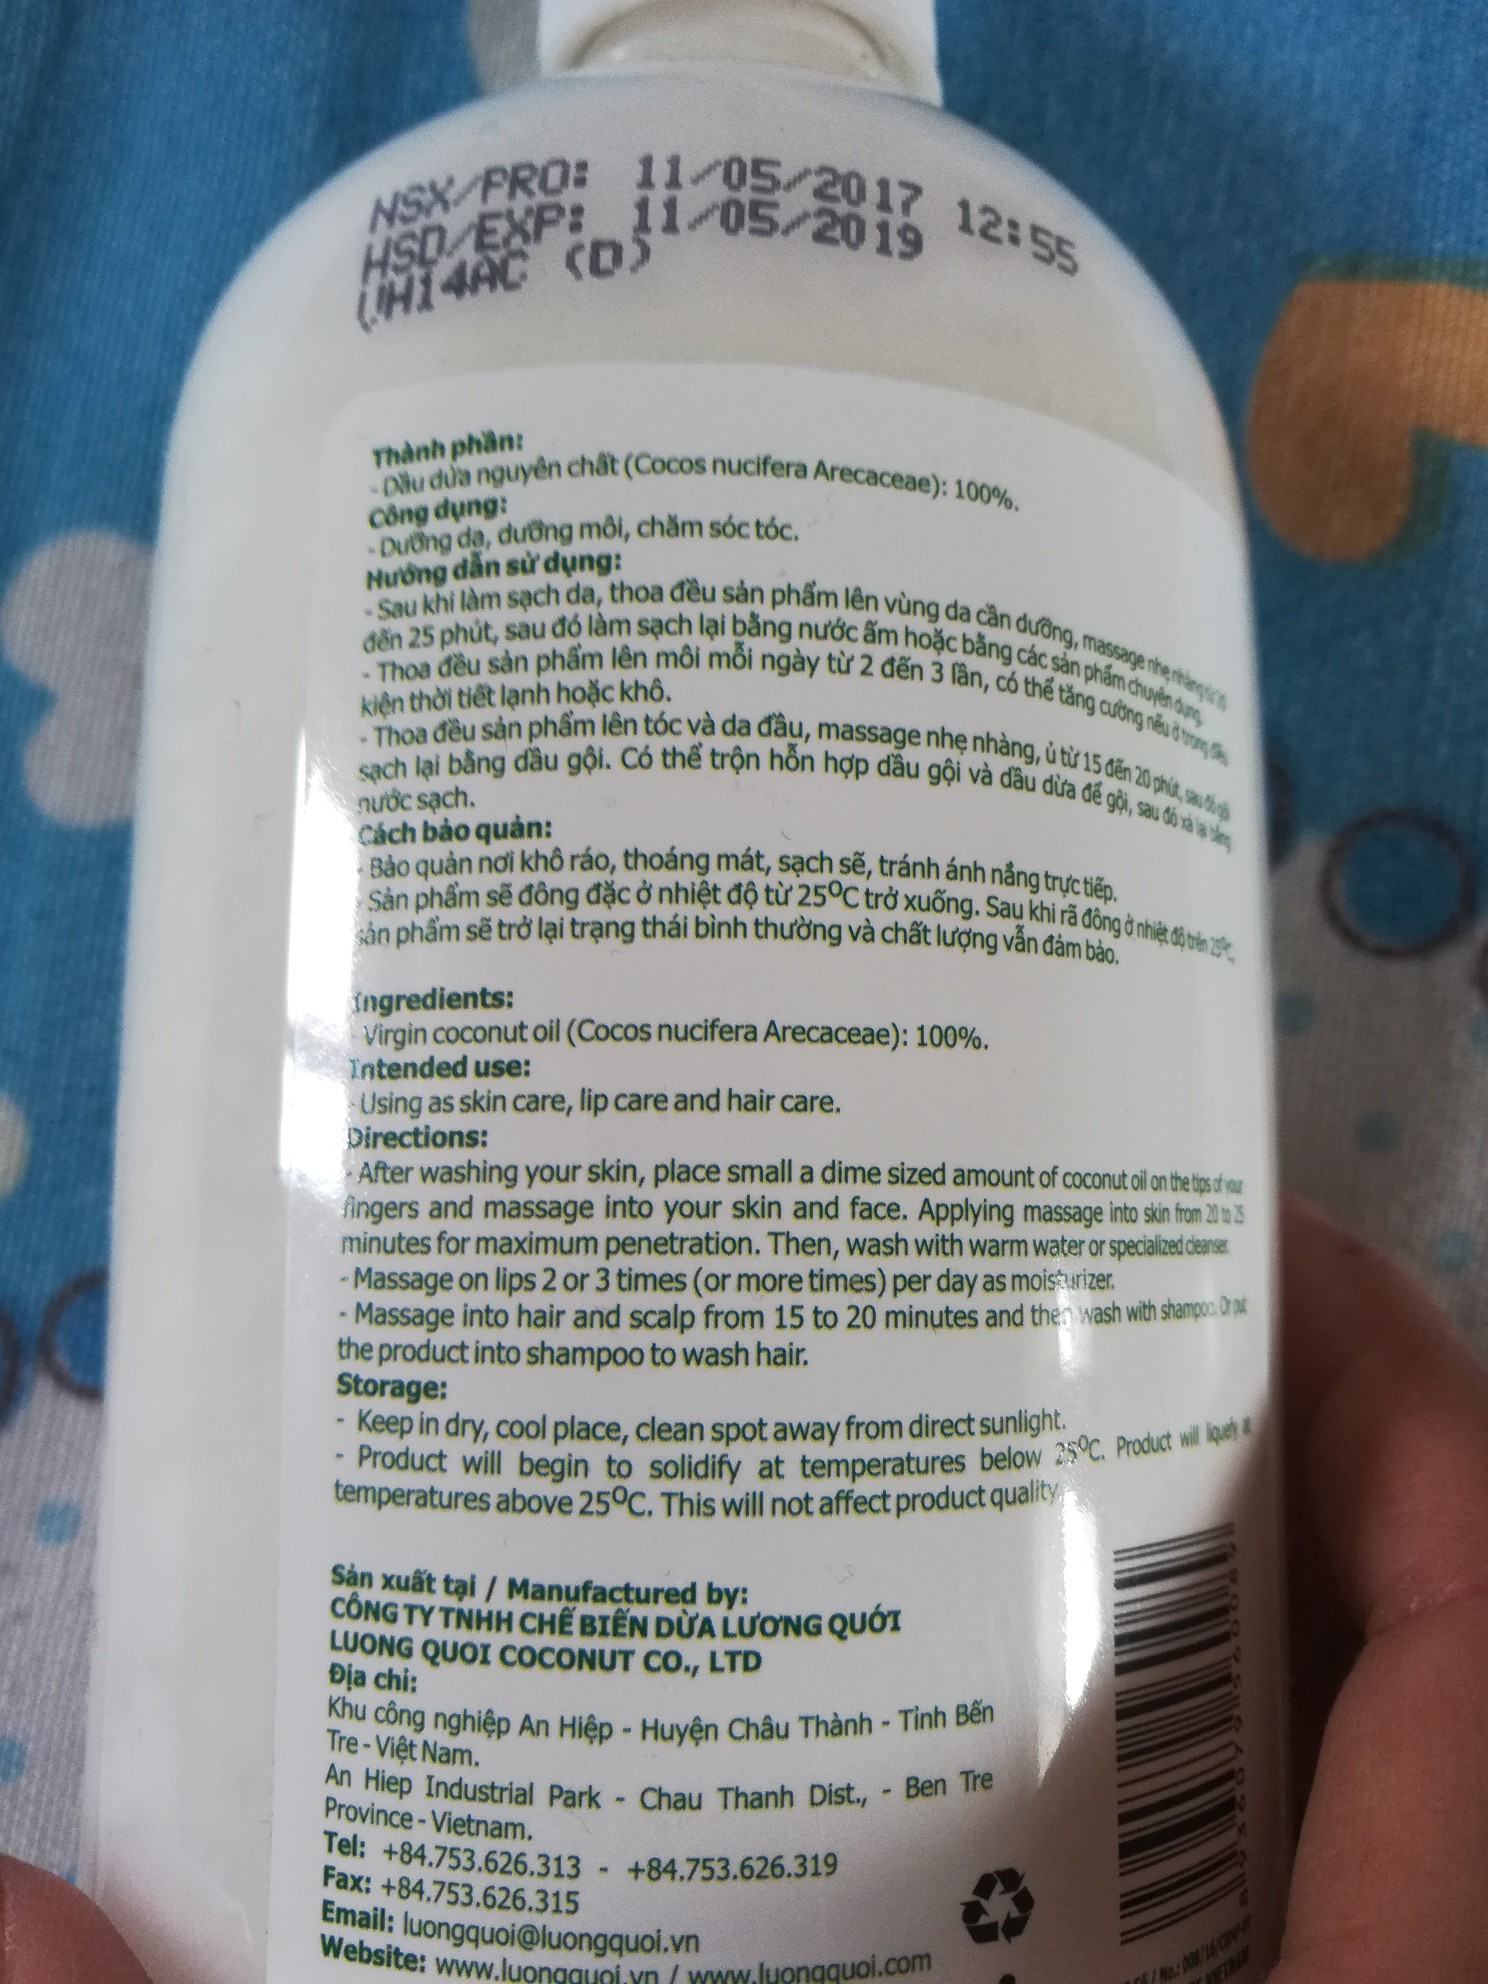 NSX/PRO: 11/05/2017 12:55
HSD/EXP: 11/05/2019
H14AC (D)
Thành phần:
- Dầu dừa nguyên chất (Cocos nucifera Arecaceae): 100%.
Công dụng:
- Dưỡng da, dưỡng môi, chăm sóc tóc.
Hướng dẫn sử dụng:
- Sau khi làm sạch da, thoa đều sản phẩm lên vùng da cần dưỡng, massage nhẹ nhàng từ 20
đến 25 phút, sau đó làm sạch lại bằng nước ấm hoặc bằng các sản phẩm chuyên dụng.
- Thoa đều sản phẩm lên môi mỗi ngày từ 2 đến 3 lần, có thể tăng cường nếu ở trong điều
kiện thời tiết lạnh hoặc khô.
- Thoa đều sản phẩm lên tóc và da đầu, massage nhẹ nhàng, ủ từ 15 đến 20 phút, sau đó gội
sạch lại bằng dầu gội. Có thể trộn hỗn hợp dầu gội và dầu dừa để gội, sau đó xả lại bằng
nước sạch.
Cách bảo quản:
- Bảo quản nơi khô ráo, thoáng mát, sạch sẽ, tránh ánh nắng trực tiếp.
- Sản phẩm sẽ đông đặc ở nhiệt độ từ 25ºC trở xuống. Sau khi rã đông ở nhiệt độ trên 25ºC,
sản phẩm sẽ trở lại trạng thái bình thường và chất lượng vẫn đảm bảo.
Ingredients:
- Virgin coconut oil (Cocos nucifera Arecaceae): 100%.
Intended use:
- Using as skin care, lip care and hair care.
Directions:
- After washing your skin, place small a dime sized amount of coconut oil on the tips of your
fingers and massage into your skin and face. Applying massage into skin from 20 to 25
minutes for maximum penetration. Then, wash with warm water or specialized cleanser.
- Massage on lips 2 or 3 times (or more times) per day as moisturizer.
- Massage into hair and scalp from 15 to 20 minutes and then wash with shampoo. Or put
the product into shampoo to wash hair.
Storage:
- Keep in dry, cool place, clean spot away from direct sunlight.
- Product will begin to solidify at temperatures below 25ºC. Product will liquefy at
temperatures above 25ºC. This will not affect product quality.
Sản xuất tại / Manufactured by:
CÔNG TY TNHH CHẾ BIẾN DỪA LƯƠNG QUỚI
LUONG QUOI COCONUT CO., LTD
Địa chỉ:
Khu công nghiệp An Hiệp - Huyện Châu Thành - Tỉnh Bến
Tre - Việt Nam.
An Hiep Industrial Park - Chau Thanh Dist., - Ben Tre
Province - Vietnam.
Tel: +84.753.626.313 - +84.753.626.319
Fax: +84.753.626.315
Email: luongquoi@luongquoi.vn
Website: www.luongquoi.vn / www.luongquoi.com